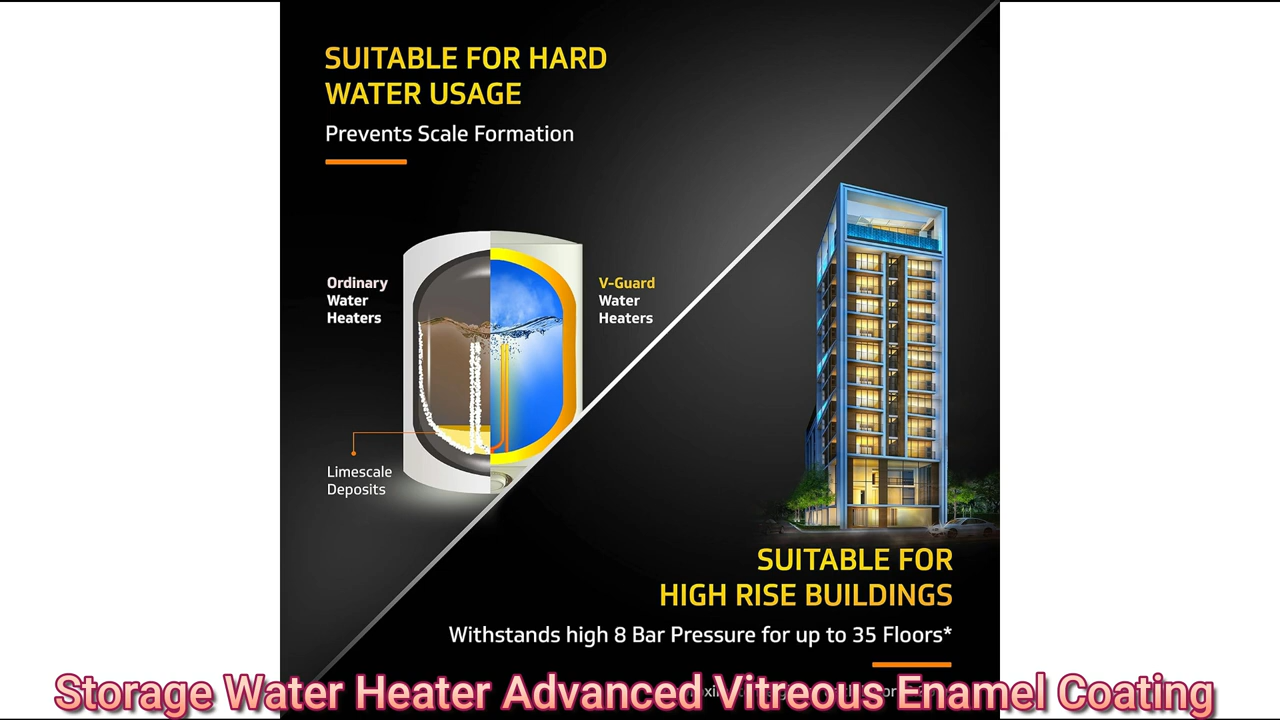 SUITABLE FOR HARD
WATER USAGE
Prevents Scale Formation
Ordinary
Water
Heaters
V-Guard
Water
Heaters
Limescale
Deposits
SUITABLE FOR
HIGH RISE BUILDINGS
Withstands high 8 Bar Pressure for up to 35 Floors*
Storage Water Heater Advanced Vitreous Enamel Coating